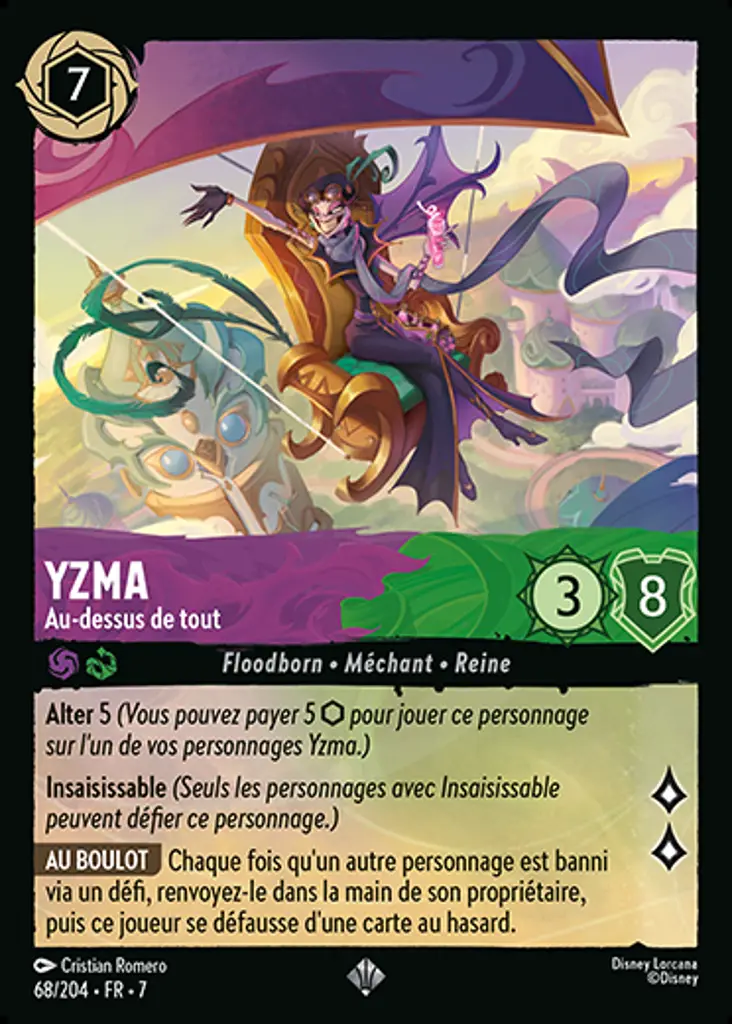 7
YZMA
Au-dessus de tout
3
8
Floodborn • Méchant • Reine
Alter 5 (Vous pouvez payer 5 ⬡ pour jouer ce personnage
sur l'un de vos personnages Yzma.)
Insaisissable (Seuls les personnages avec Insaisissable
peuvent défier ce personnage.)
AU BOULOT Chaque fois qu'un autre personnage est banni
via un défi, renvoyez-le dans la main de son propriétaire,
puis ce joueur se défausse d'une carte au hasard.
Cristian Romero
68/204 • FR • 7
Disney Lorcana
©Disney